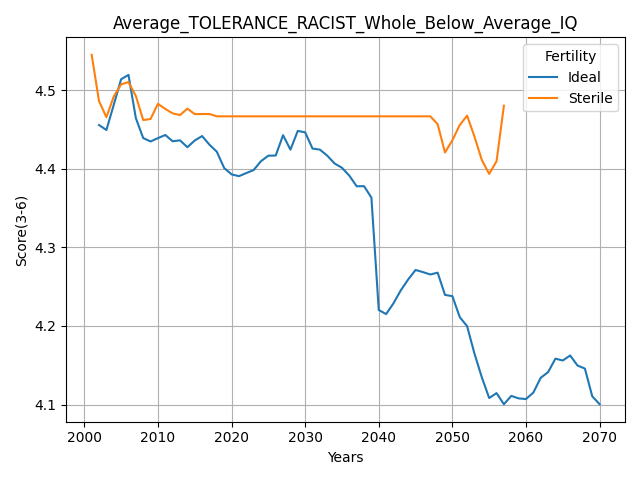 Average_TOLERANCE_RACIST_Whole_Below_Average_IQ
Fertility
Ideal
Sterile
Score(3-6)
4.5
4.4
4.3
4.2
4.1
2000 2010 2020 2030 2040 2050 2060 2070
Years